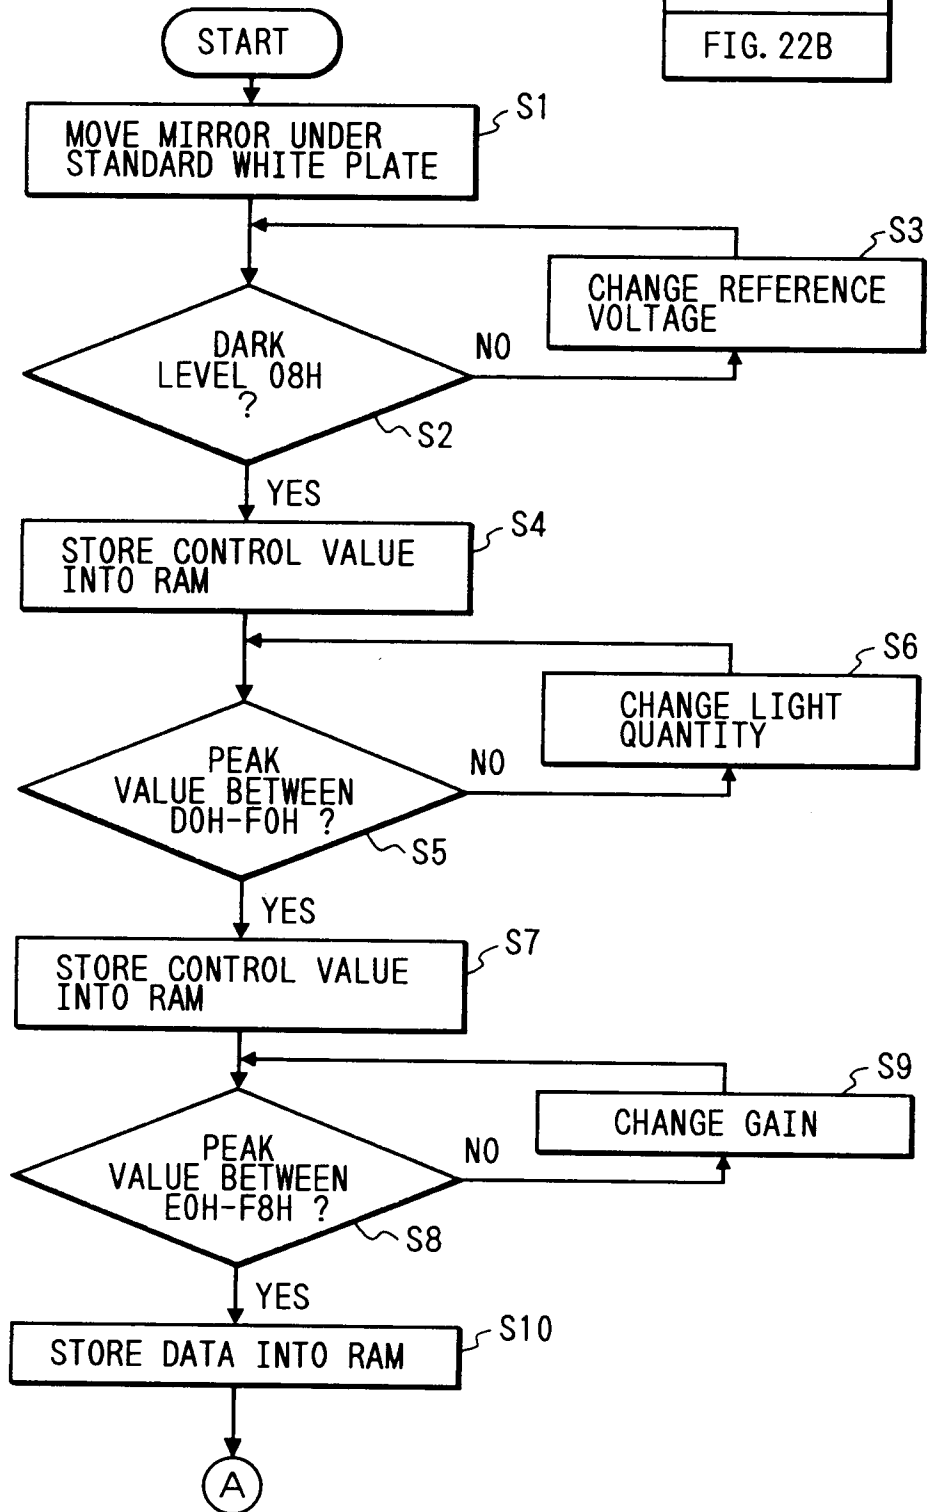 FIG. 22B
START
S1
MOVE MIRROR UNDER
STANDARD WHITE PLATE
S3
CHANGE REFERENCE
VOLTAGE
DARK
LEVEL 08H
?
NO
S2
YES
S4
STORE CONTROL VALUE
INTO RAM
S6
CHANGE LIGHT
QUANTITY
PEAK
VALUE BETWEEN
D0H-F0H ?
NO
S5
YES
S7
STORE CONTROL VALUE
INTO RAM
S9
CHANGE GAIN
PEAK
VALUE BETWEEN
E0H-F8H ?
NO
S8
YES
S10
STORE DATA INTO RAM
A